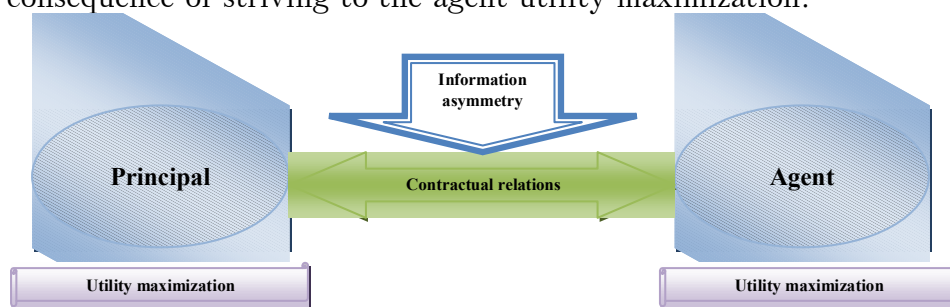 consequence of striving to the agent utility maximization.
Information
asymmetry
Principal
Contractual relations
Agent
Utility maximization
Utility maximization